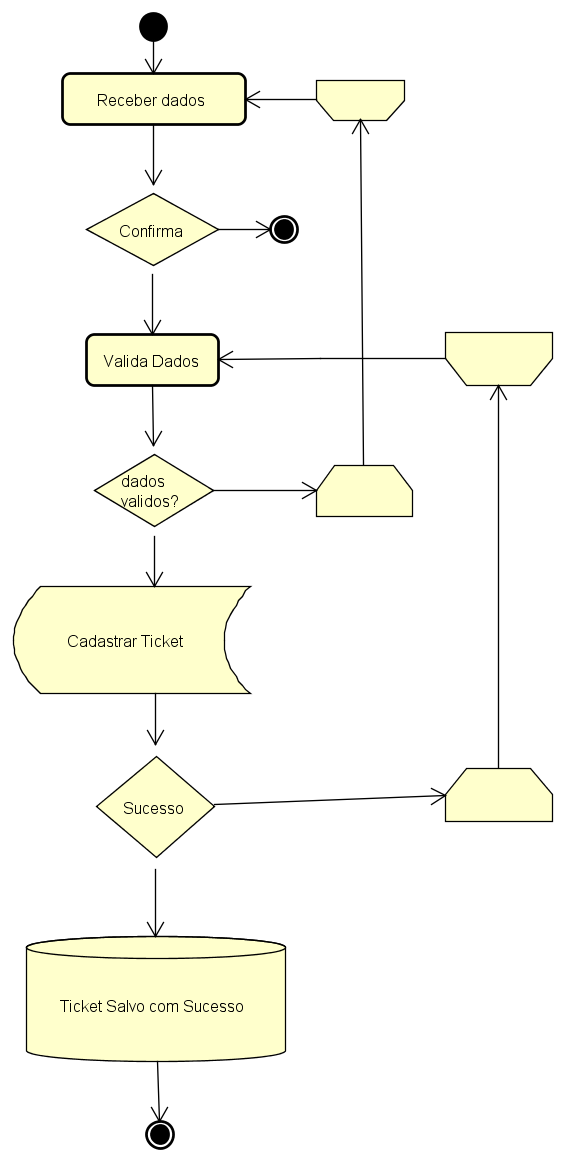 Receber dados
Confirma
Valida Dados
dados
validos?
Cadastrar Ticket
Sucesso
Ticket Salvo com Sucesso